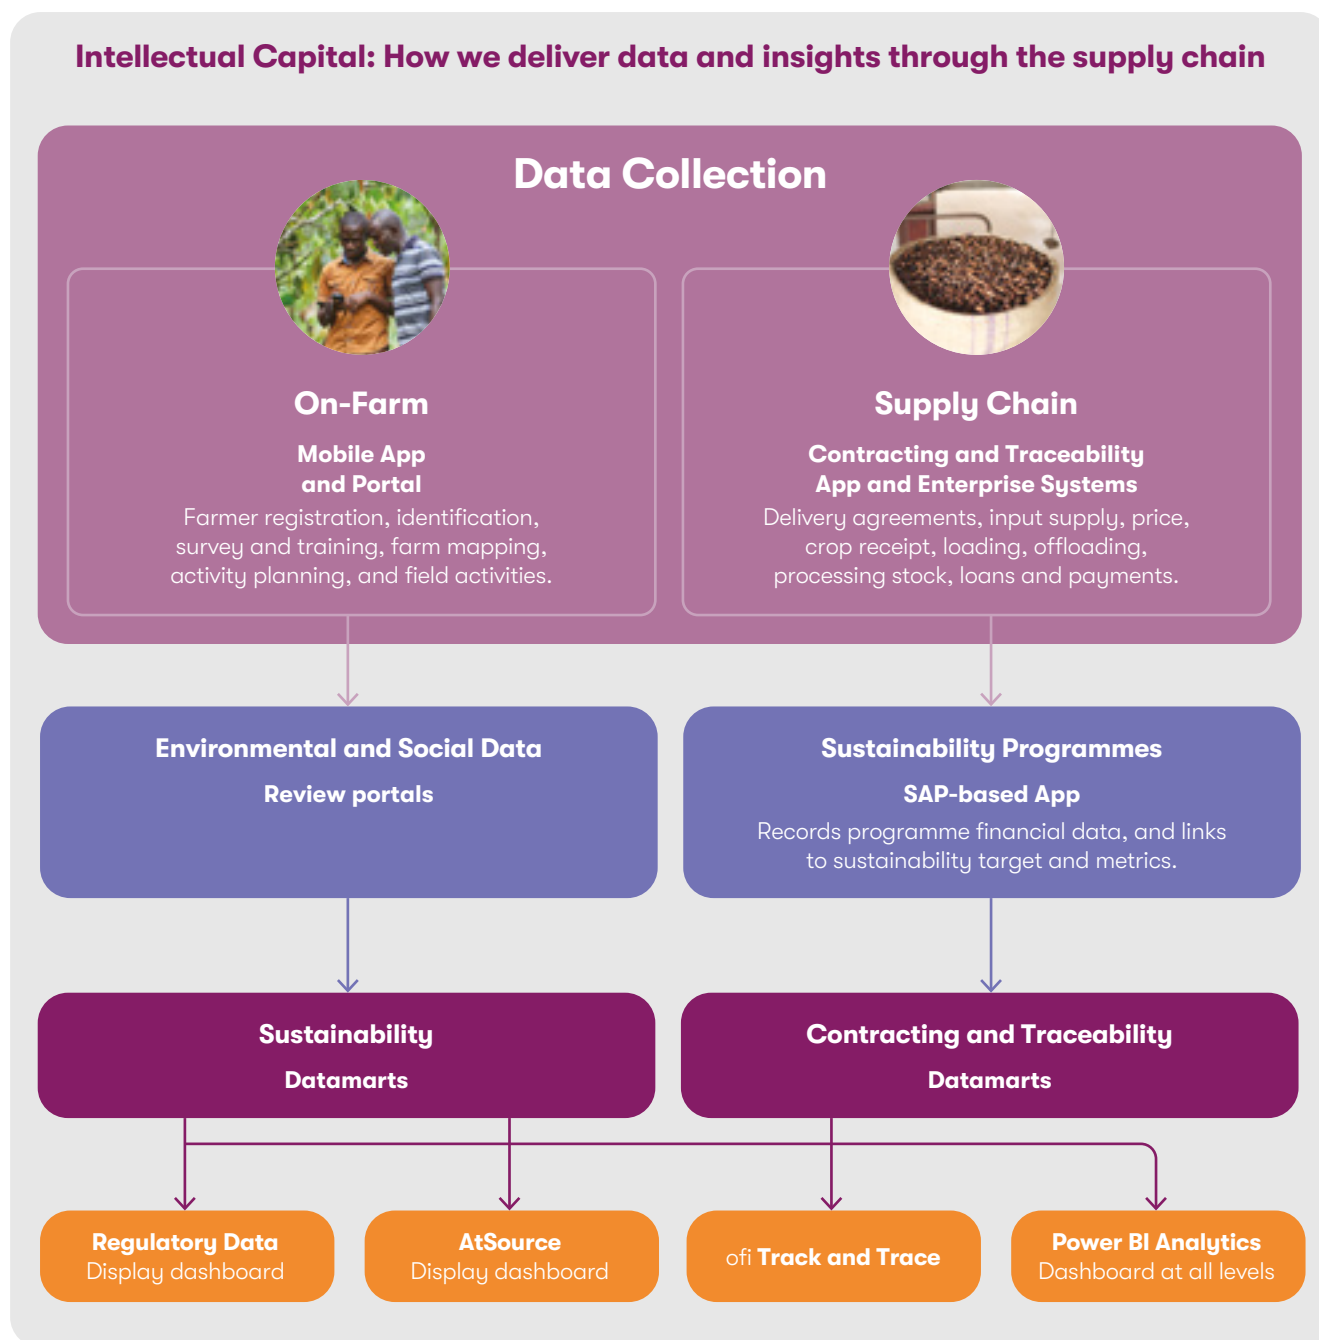 Intellectual Capital: How we deliver data and insights through the supply chain
Data Collection
On-Farm
Mobile App
and Portal
Farmer registration, identification,
survey and training, farm mapping,
activity planning, and field activities.
Supply Chain
Contracting and Traceability
App and Enterprise Systems
Delivery agreements, input supply, price,
crop receipt, loading, offloading,
processing stock, loans and payments.
Environmental and Social Data
Review portals
Sustainability Programmes
SAP-based App
Records programme financial data, and links
to sustainability target and metrics.
Sustainability
Datamarts
Contracting and Traceability
Datamarts
Regulatory Data
Display dashboard
AtSource
Display dashboard
ofi Track and Trace
Power BI Analytics
Dashboard at all levels